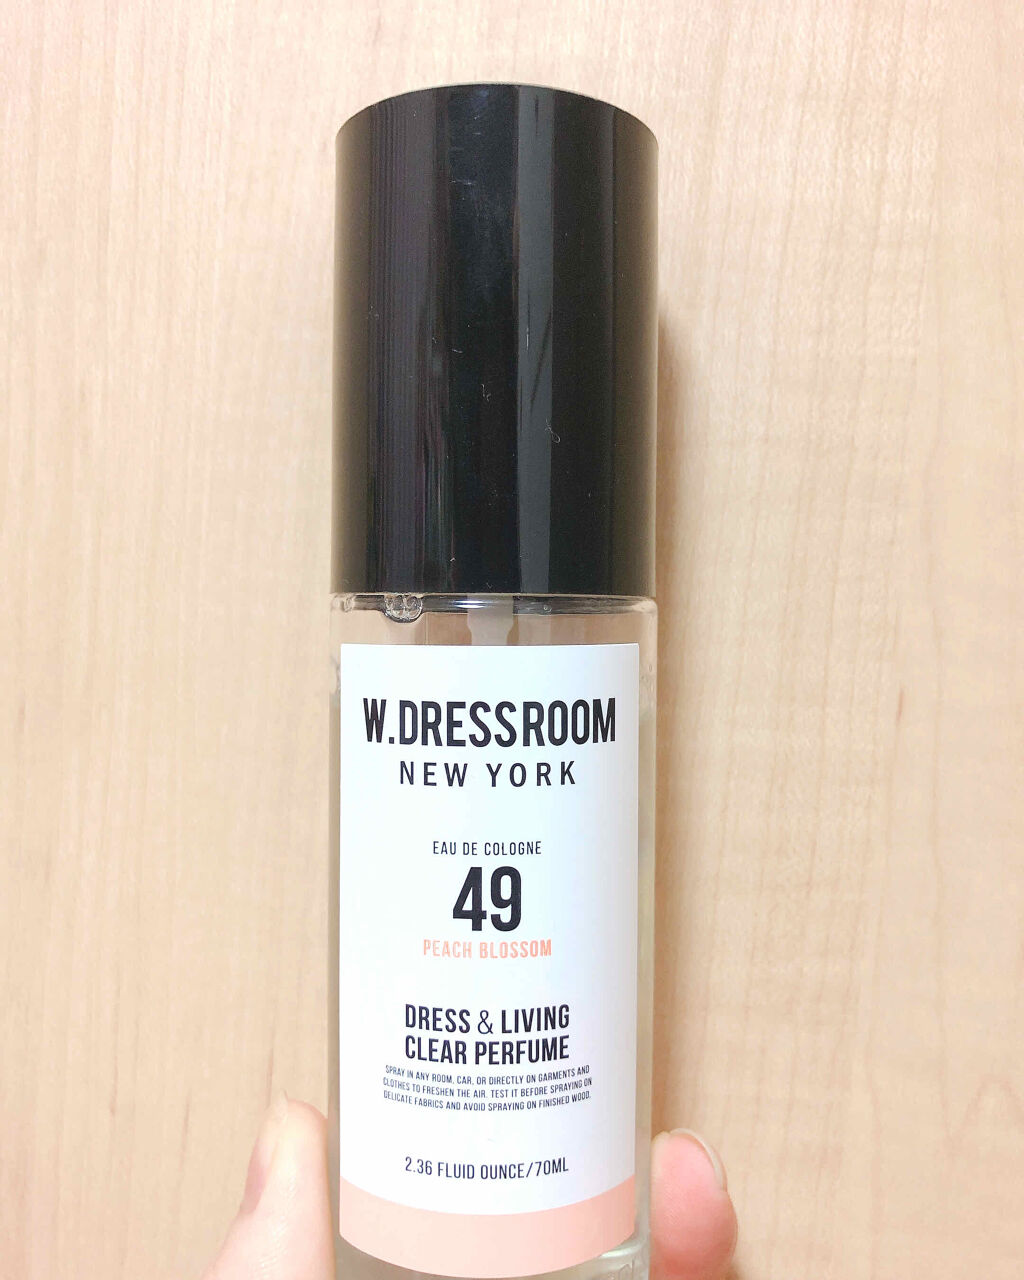 W.DRESSROOM
NEW YORK
EAU DE COLOGNE
49
PEACH BLOSSOM
DRESS & LIVING
CLEAR PERFUME
SPRAY IN ANY ROOM, CAR, OR DIRECTLY ON GARMENTS AND
CLOTHES TO FRESHEN THE AIR. TEST IT BEFORE SPRAYING ON
DELICATE FABRICS AND AVOID SPRAYING ON FINISHED WOOD.
2.36 FLUID OUNCE/70ML